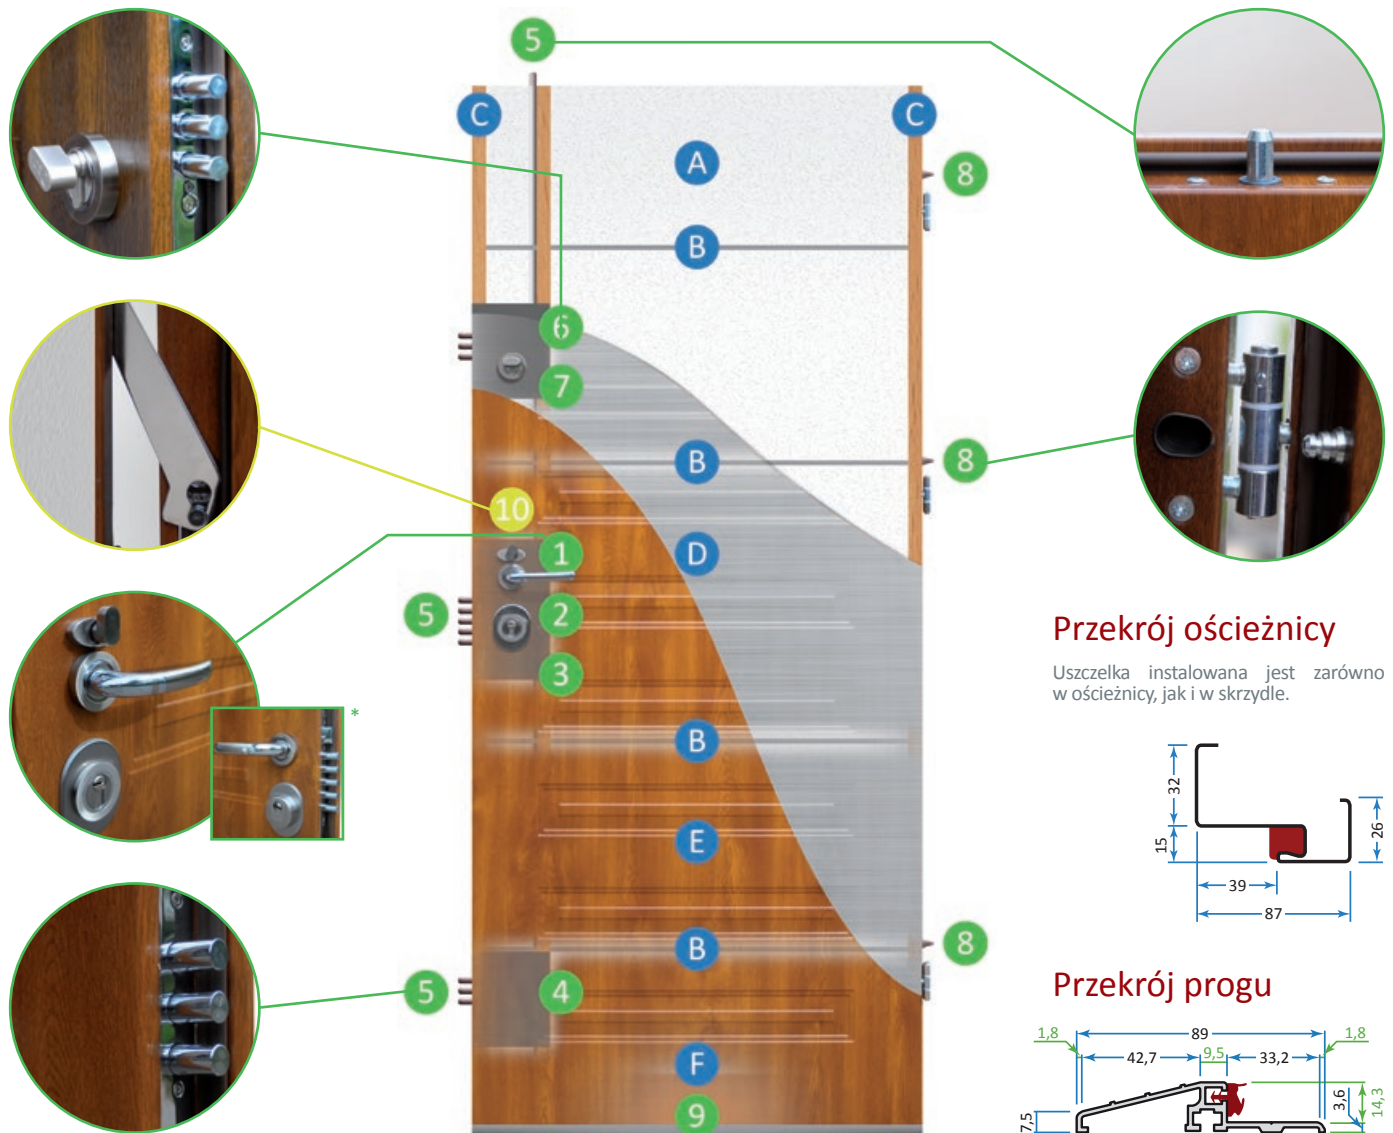 5
C
C
A
8
B
6
7
B
8
10
1
D
5
2
3
*
B
E
B
8
5
4
F
9
Przekrój ościeżnicy
Uszczelka instalowana jest zarówno
w ościeżnicy, jak i w skrzydle.
32
15
26
39
87
Przekrój progu
1,8
89
1,8
42,7
9,5
33,2
7,5
3,6
14,3